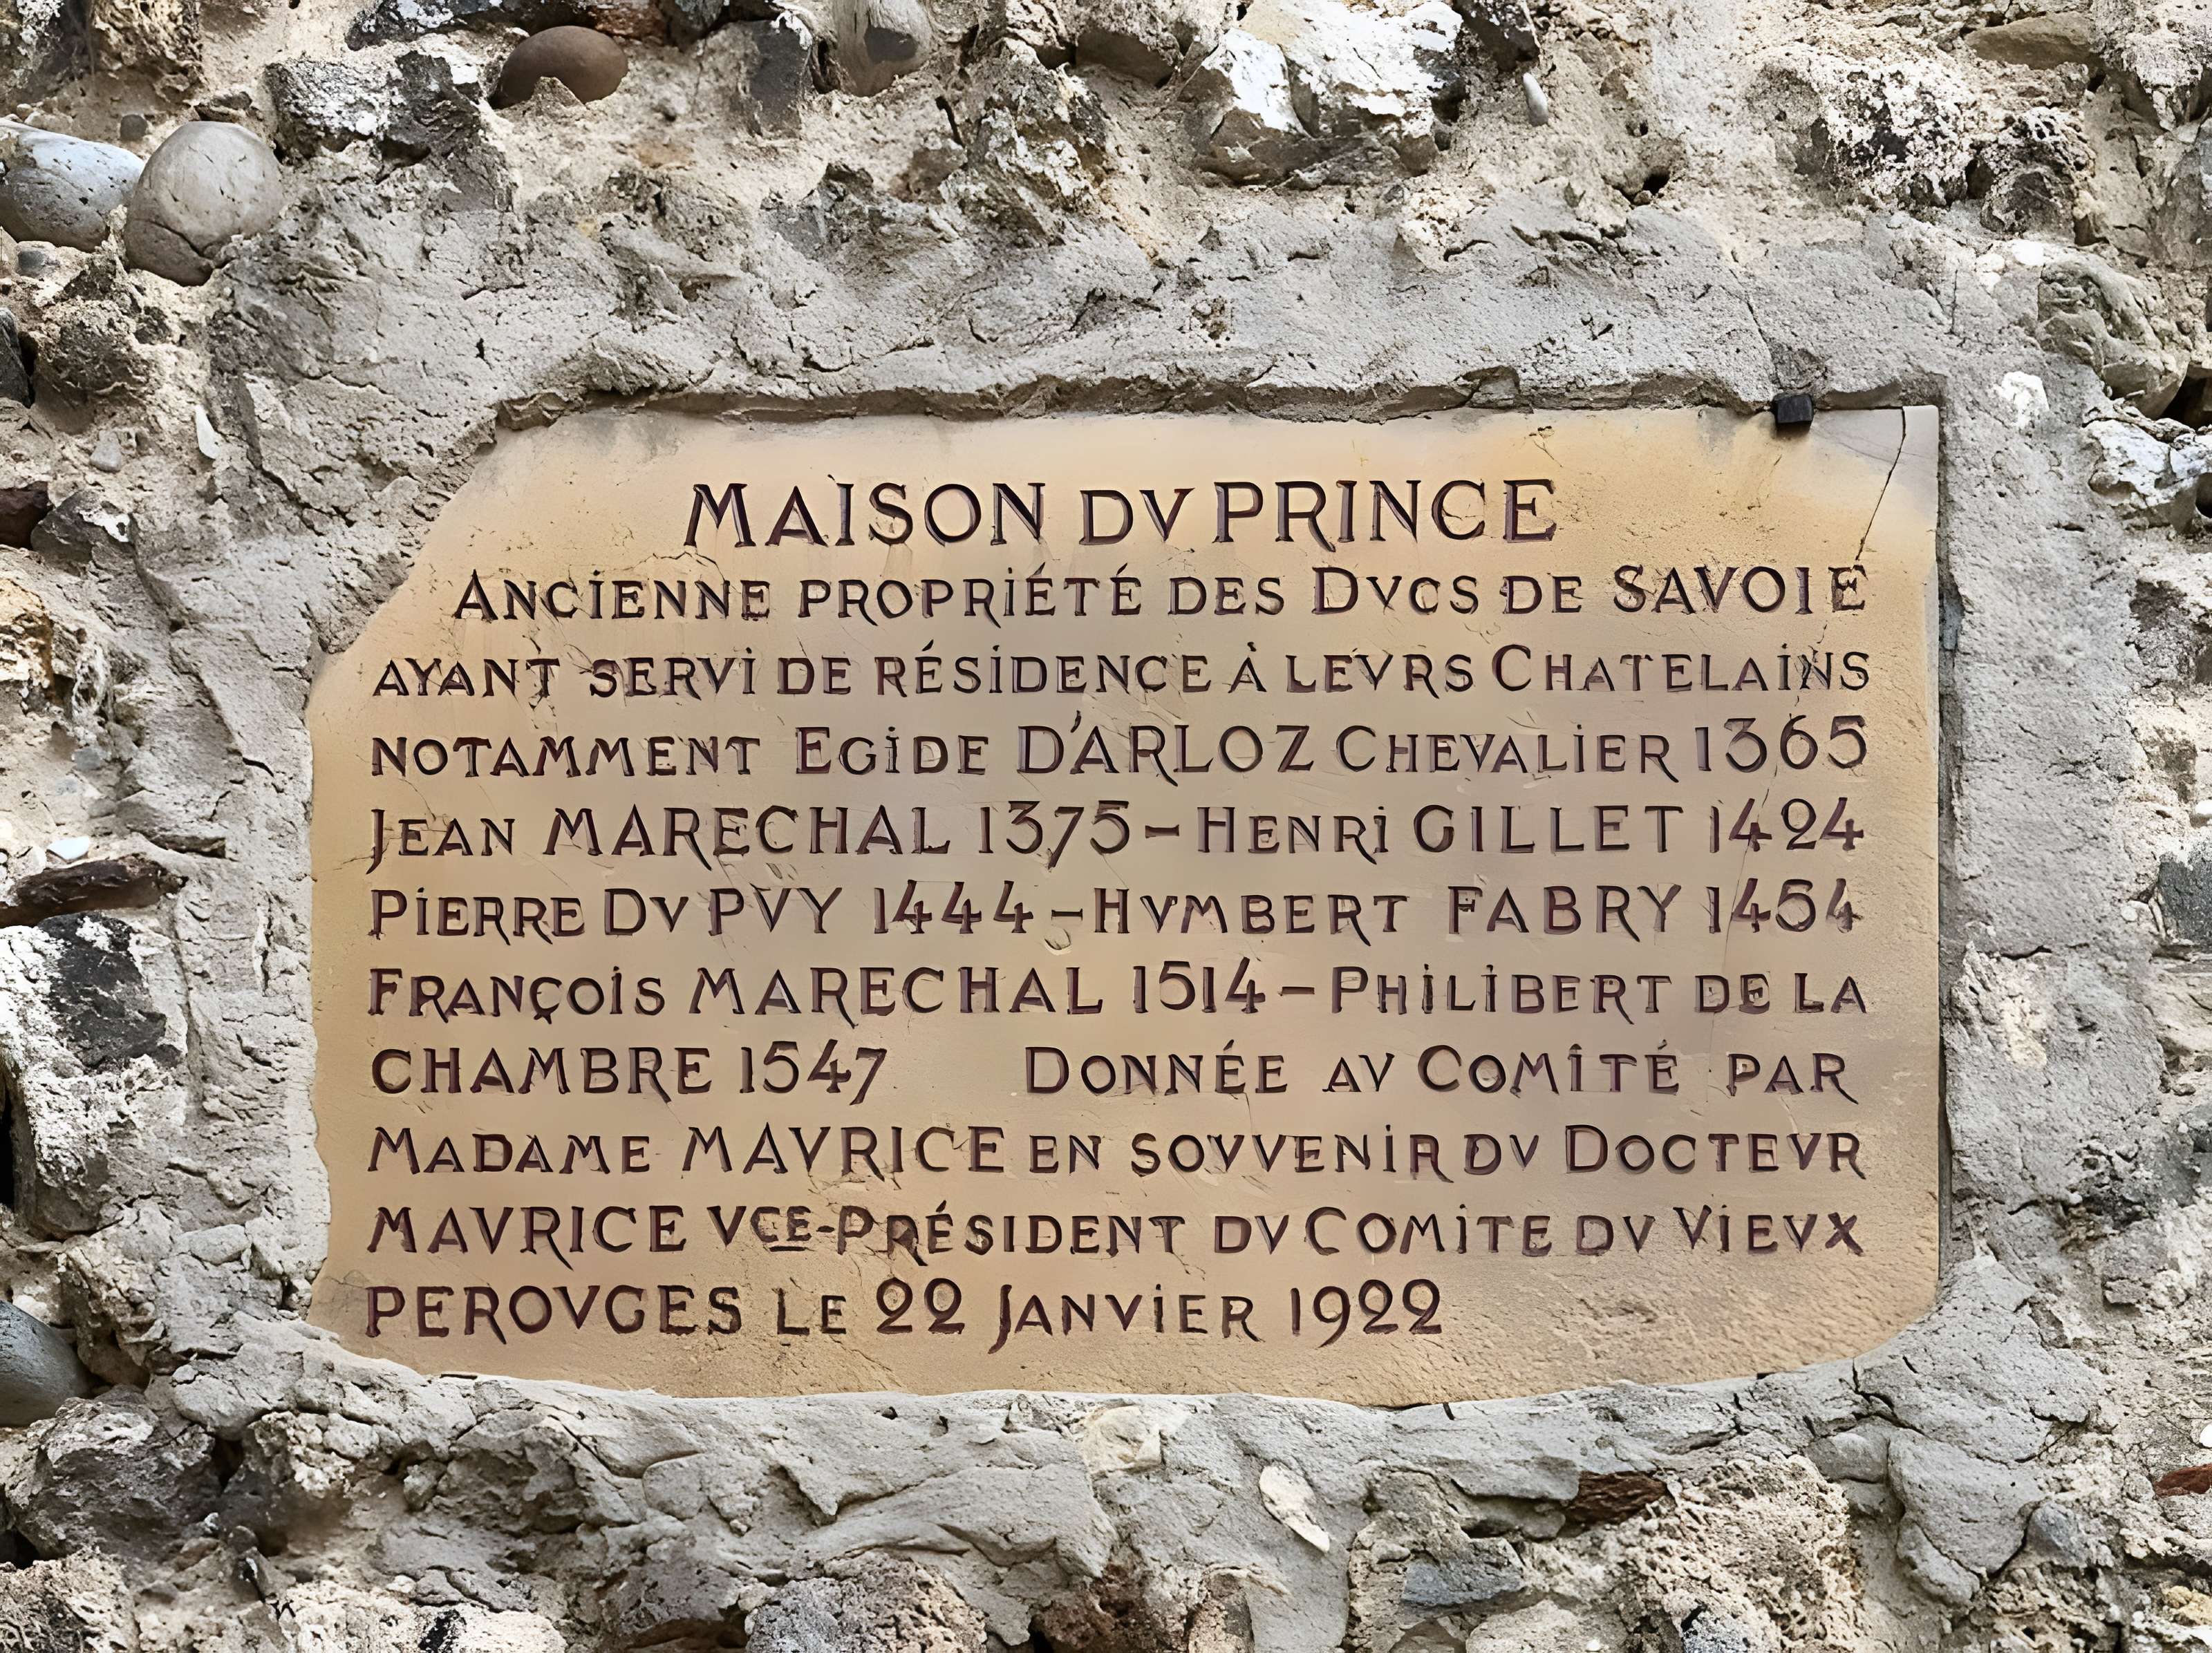 MAISON DV PRINCE
ANCIENNE PROPRIÉTÉ DES DVCS DE SAVOIE
AYANT SERVI DE RÉSIDENCE À LEVRS CHATELAINS
NOTAMMENT EGIDE D'ARLOZ CHEVALIER 1365
JEAN MARECHAL 1375 - HENRI GILLET 1424
PIERRE DV PVY 1444 - HVMBERT FABRY 1454
FRANÇOIS MARECHAL 1514 - PHILIBERT DE LA
CHAMBRE 1547 DONNÉE AV COMÎTÉ PAR
MADAME MAVRICE EN SOVVENIR DV DOCTEVR
MAVRICE VCE-PRÉSIDENT DV COMITE DV VIEVX
PEROVGES LE 22 JANVIER 1922